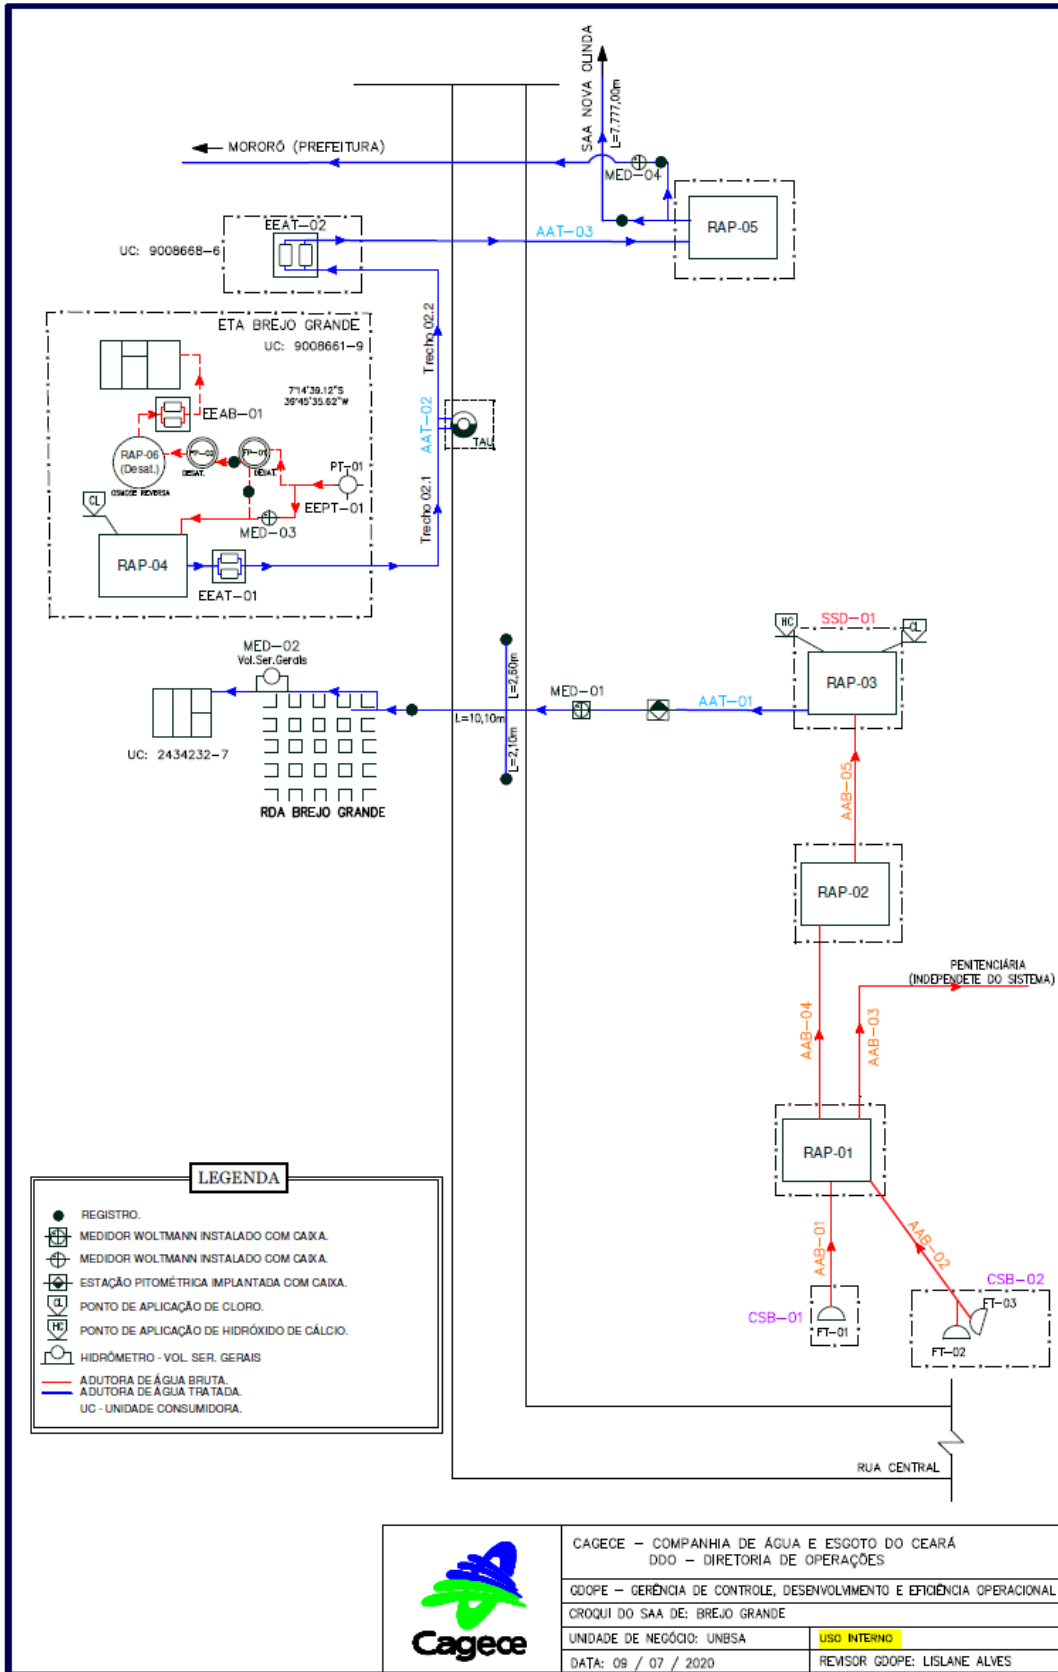 SAA NOVA OLINDA
L=7.777,00m
MORORÓ (PREFEITURA)
MED-04
RAP-05
EEAT-02
AAT-03
UC: 9008668-6
ETA BREJO GRANDE
UC: 9008661-9
7°14'39.12"S
39°45'35.62"W
EEAB-01
RAP-06
(Desat.)
OSMOSE REVERSA
FP-02
DESAT.
FP-01
DESAT.
PT-01
EEPT-01
CL
MED-03
RAP-04
EEAT-01
Trecho 02.2
AAT-02
Trecho 02.1
TAU
MED-02
Vol.Ser.Gerais
UC: 2434232-7
RDA BREJO GRANDE
L=2,60m
L=10,10m
L=2,10m
MED-01
AAT-01
HC
SSD-01
CL
RAP-03
AAB-05
RAP-02
PENITENCIÁRIA
(INDEPENDETE DO SISTEMA)
AAB-04
AAB-03
RAP-01
AAB-01
AAB-02
CSB-01
FT-01
CSB-02
FT-03
FT-02
RUA CENTRAL
LEGENDA
REGISTRO.
MEDIDOR WOLTMANN INSTALADO COM CAIXA.
MEDIDOR WOLTMANN INSTALADO COM CAIXA.
ESTAÇÃO PITOMÉTRICA IMPLANTADA COM CAIXA.
CL PONTO DE APLICAÇÃO DE CLORO.
HC PONTO DE APLICAÇÃO DE HIDRÓXIDO DE CÁLCIO.
HIDRÔMETRO - VOL. SER. GERAIS
ADUTORA DE ÁGUA BRUTA.
ADUTORA DE ÁGUA TRATADA.
UC - UNIDADE CONSUMIDORA.
Cagece
CAGECE – COMPANHIA DE ÁGUA E ESGOTO DO CEARÁ
DDO – DIRETORIA DE OPERAÇÕES
GDOPE – GERÊNCIA DE CONTROLE, DESENVOLVIMENTO E EFICIÊNCIA OPERACIONAL
CROQUI DO SAA DE: BREJO GRANDE
UNIDADE DE NEGÓCIO: UNBSA
USO INTERNO
DATA: 09 / 07 / 2020
REVISOR GDOPE: LISLANE ALVES